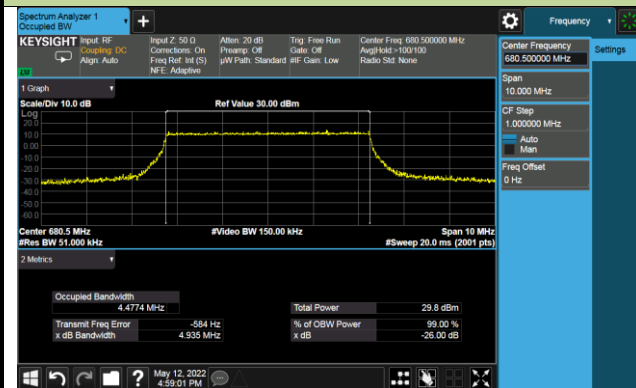 Spectrum Analyzer 1
Occupied BW
Frequency
KEYSIGHT
Input: RF
Coupling: DC
Align: Auto
Input Z: 50 Ω
Corrections: On
Freq Ref: Int (S)
NFE: Adaptive
Atten: 20 dB
Preamp: Off
µW Path: Standard
Trig: Free Run
Gate: Off
#IF Gain: Low
Center Freq: 680.500000 MHz
Avg|Hold:>100/100
Radio Std: None
Center Frequency
680.500000 MHz
Settings
Span
10.000 MHz
CF Step
1.000000 MHz
Auto
Man
Freq Offset
0 Hz
1 Graph
Scale/Div 10.0 dB
Ref Value 30.00 dBm
Log
20.0
10.0
0.00
-10.0
-20.0
-30.0
-40.0
-50.0
-60.0
Center 680.5 MHz
#Video BW 150.00 kHz
Span 10 MHz
#Res BW 51.000 kHz
#Sweep 20.0 ms (2001 pts)
2 Metrics
Occupied Bandwidth
4.4774 MHz
Total Power 29.8 dBm
Transmit Freq Error -584 Hz
% of OBW Power 99.00 %
x dB Bandwidth 4.935 MHz
x dB -26.00 dB
?
May 12, 2022
4:59:01 PM